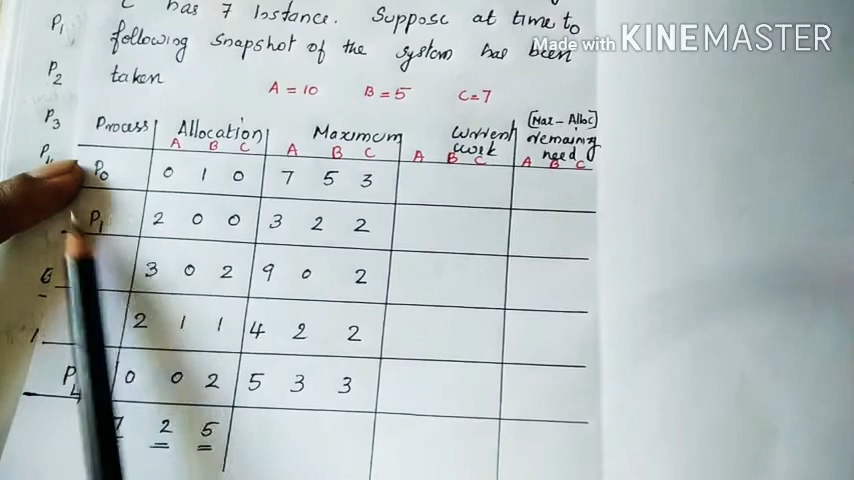 C has 7 Instance. Suppose at time to
following snapshot of the system has been
taken
Made with KINEMASTER
P1
P2
P3
P4
A = 10 B = 5 C = 7
Process Allocation Maximum Current work [Max - Alloc] remaining need
A B C A B C A B C A B C
P0 0 1 0 7 5 3
P1 2 0 0 3 2 2
3 0 2 9 0 2
2 1 1 4 2 2
P4 0 0 2 5 3 3
7 2 5